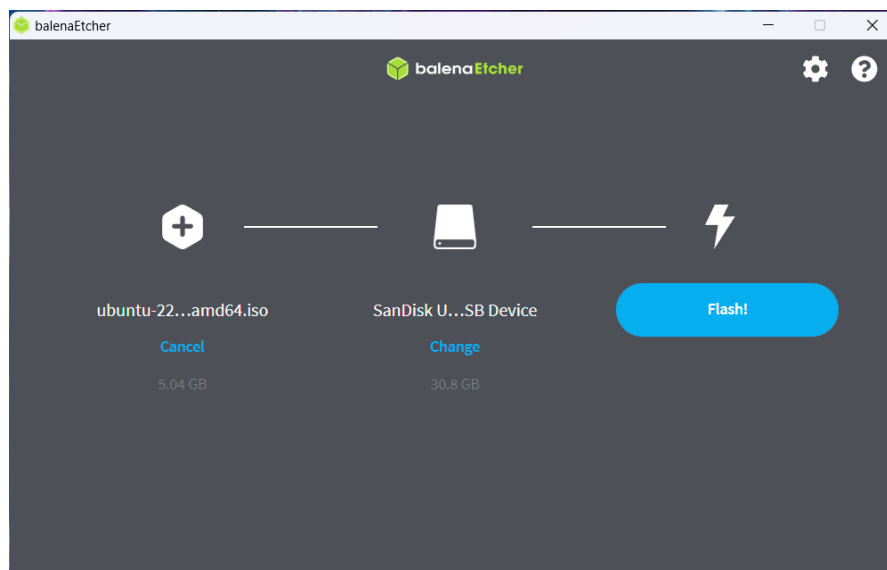 balenaEtcher
balenaEtcher
ubuntu-22...amd64.iso
SanDisk U...SB Device
Flash!
Cancel
Change
5.04 GB
30.8 GB